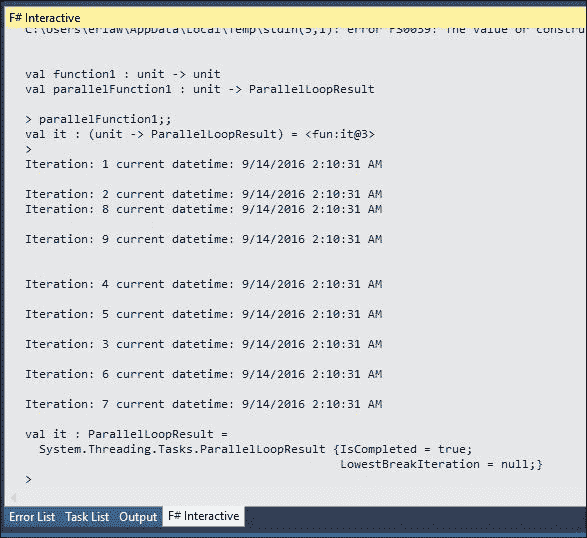 F# Interactive
C:\Users\eriaw\AppData\Local\Temp\stdin(5,1): error FS0039: The value or constru
val function1 : unit -> unit
val parallelFunction1 : unit -> ParallelLoopResult
> parallelFunction1;;
val it : (unit -> ParallelLoopResult) = <fun:it@3>
>
Iteration: 1 current datetime: 9/14/2016 2:10:31 AM
Iteration: 2 current datetime: 9/14/2016 2:10:31 AM
Iteration: 8 current datetime: 9/14/2016 2:10:31 AM
Iteration: 9 current datetime: 9/14/2016 2:10:31 AM
Iteration: 4 current datetime: 9/14/2016 2:10:31 AM
Iteration: 5 current datetime: 9/14/2016 2:10:31 AM
Iteration: 3 current datetime: 9/14/2016 2:10:31 AM
Iteration: 6 current datetime: 9/14/2016 2:10:31 AM
Iteration: 7 current datetime: 9/14/2016 2:10:31 AM
val it : ParallelLoopResult =
System.Threading.Tasks.ParallelLoopResult {IsCompleted = true;
LowestBreakIteration = null;}
>
Error List Task List Output F# Interactive